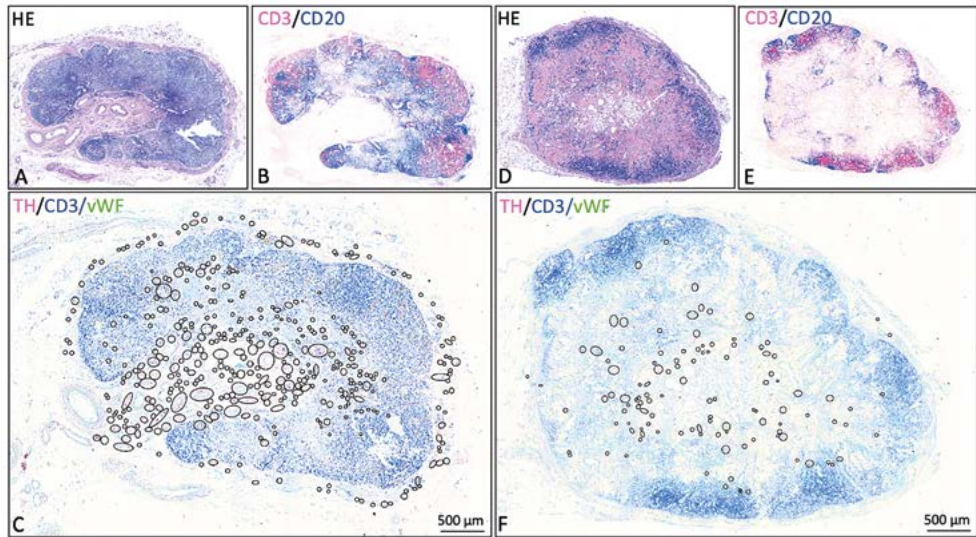 HE
A
CD3/CD20
B
HE
D
CD3/CD20
E
TH/CD3/vWF
C
500 µm
TH/CD3/vWF
F
500 µm